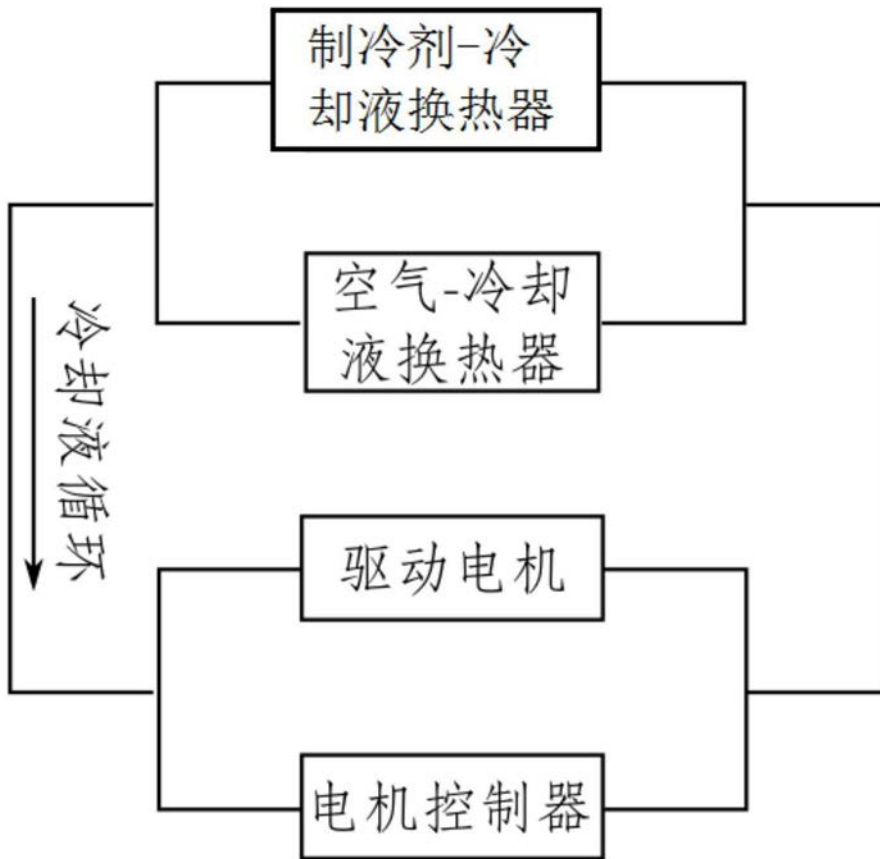 制冷剂-冷
却液换热器
空气-冷却
液换热器
冷却液循环
驱动电机
电机控制器